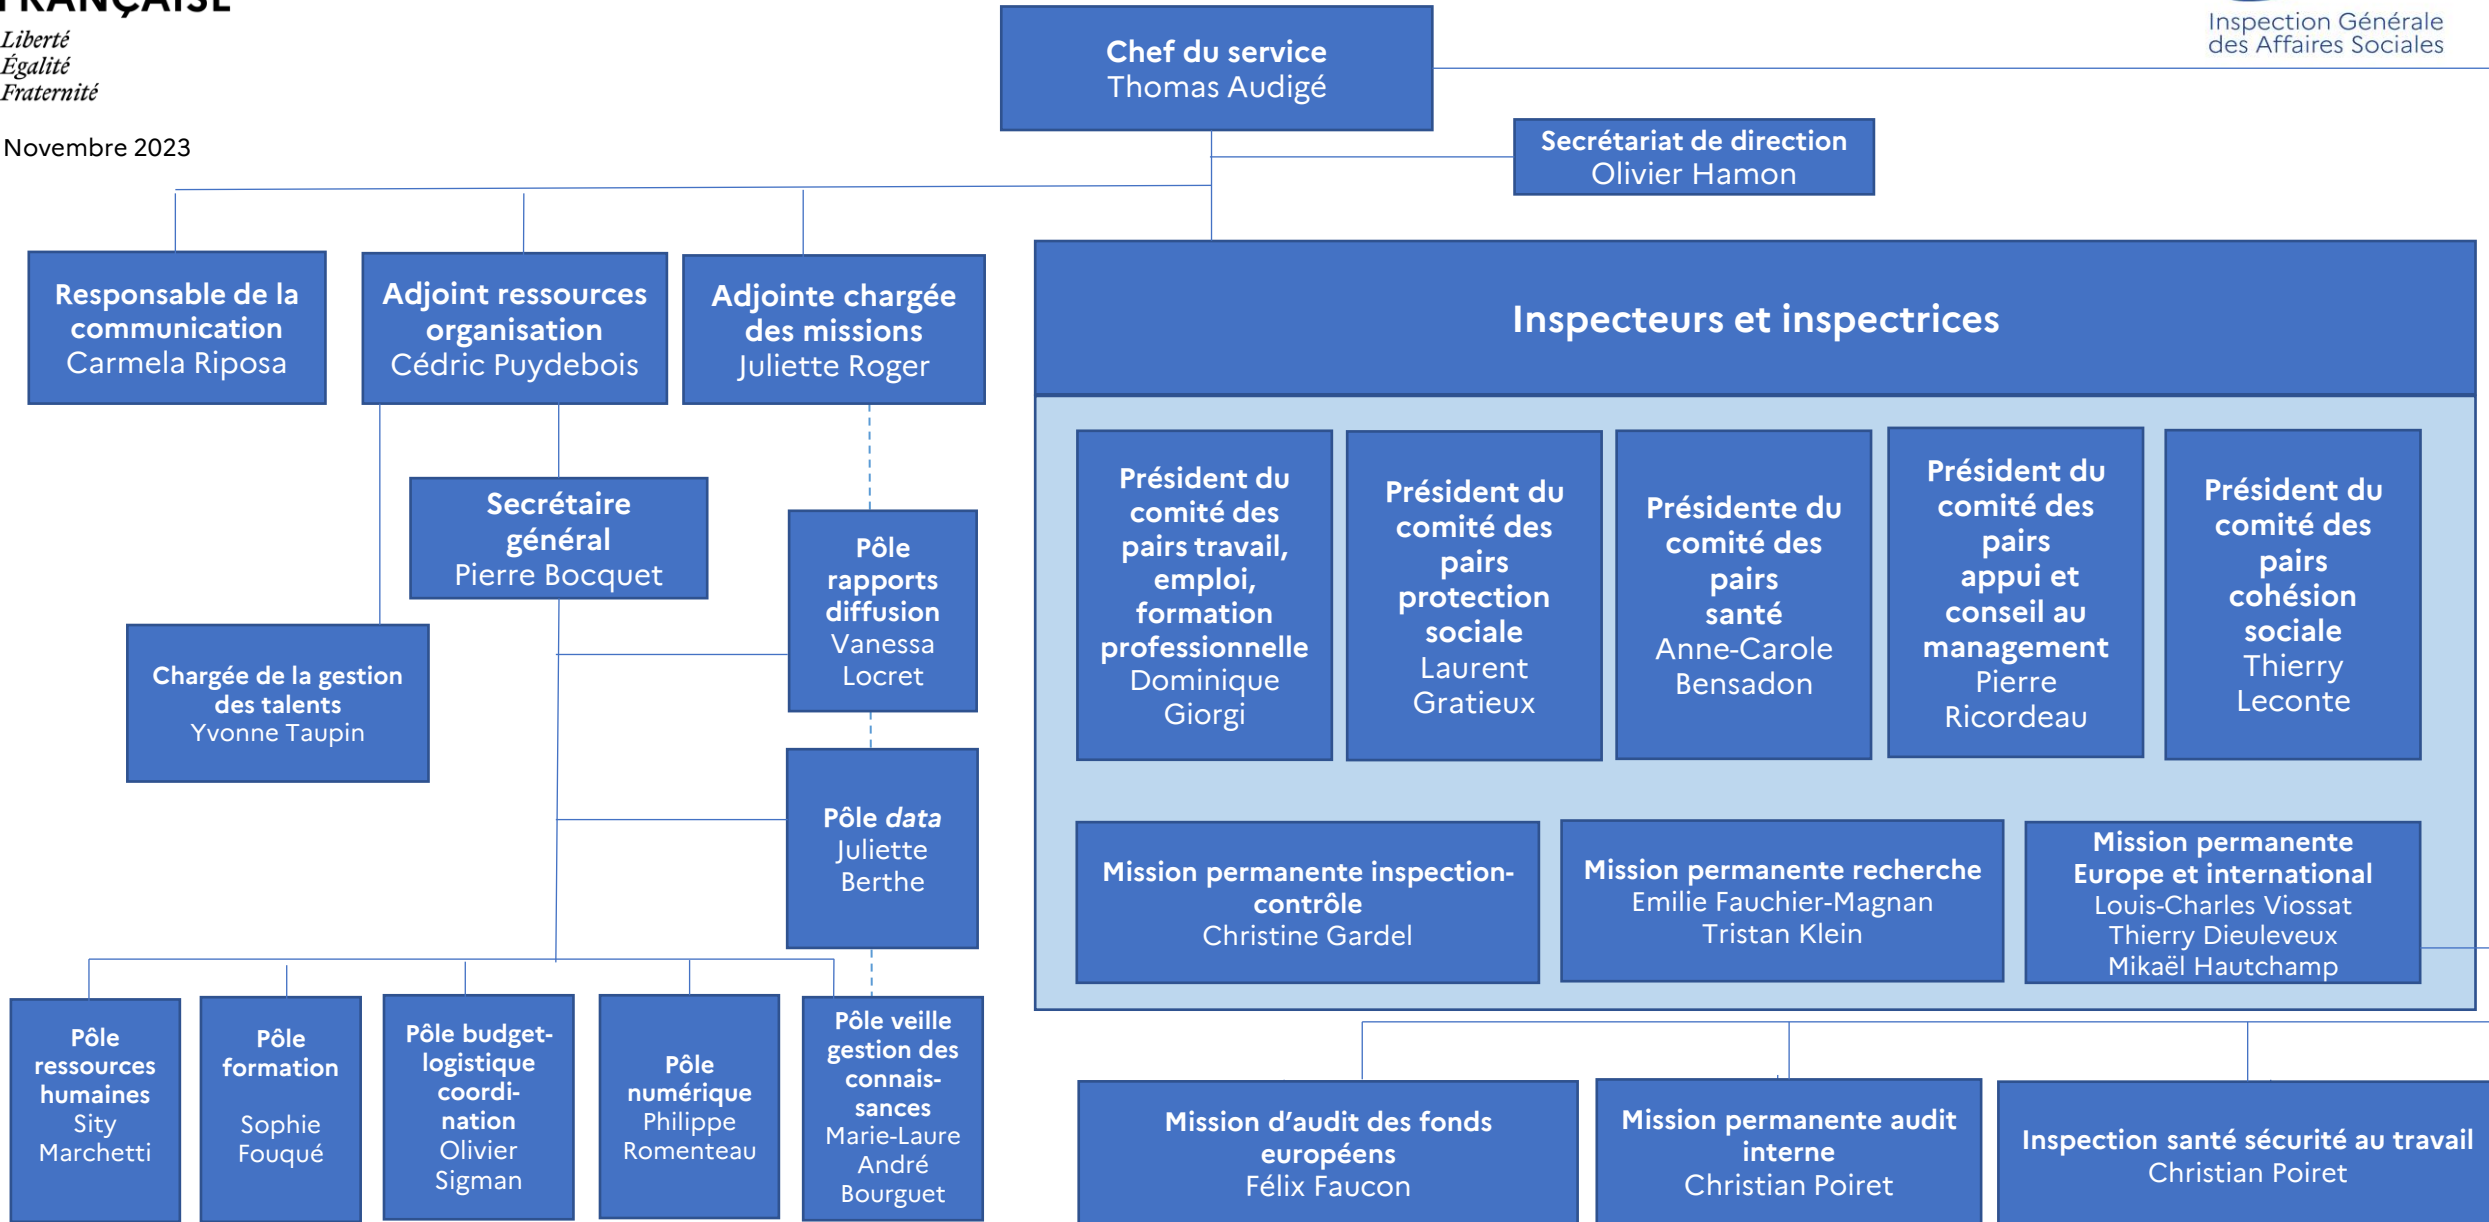 FRANÇAISE
Liberté
Égalité
Fraternité
Novembre 2023
Inspection Générale
des Affaires Sociales
Chef du service
Thomas Audigé
Secrétariat de direction
Olivier Hamon
Responsable de la
communication
Carmela Riposa
Adjoint ressources
organisation
Cédric Puydebois
Adjointe chargée
des missions
Juliette Roger
Inspecteurs et inspectrices
Secrétaire
général
Pierre Bocquet
Chargée de la gestion
des talents
Yvonne Taupin
Pôle
rapports
diffusion
Vanessa
Locret
Pôle data
Juliette
Berthe
Président du
comité des
pairs travail,
emploi,
formation
professionnelle
Dominique
Giorgi
Président du
comité des
pairs
protection
sociale
Laurent
Gratieux
Présidente du
comité des
pairs
santé
Anne-Carole
Bensadon
Président du
comité des
pairs
appui et
conseil au
management
Pierre
Ricordeau
Président du
comité des
pairs
cohésion
sociale
Thierry
Leconte
Mission permanente inspection-
contrôle
Christine Gardel
Mission permanente recherche
Emilie Fauchier-Magnan
Tristan Klein
Mission permanente
Europe et international
Louis-Charles Viossat
Thierry Dieuleveux
Mikaël Hautchamp
Pôle
ressources
humaines
Sity
Marchetti
Pôle
formation
Sophie
Fouqué
Pôle budget-
logistique
coordi-
nation
Olivier
Sigman
Pôle
numérique
Philippe
Romenteau
Pôle veille
gestion des
connais-
sances
Marie-Laure
André
Bourguet
Mission d’audit des fonds
européens
Félix Faucon
Mission permanente audit
interne
Christian Poiret
Inspection santé sécurité au travail
Christian Poiret